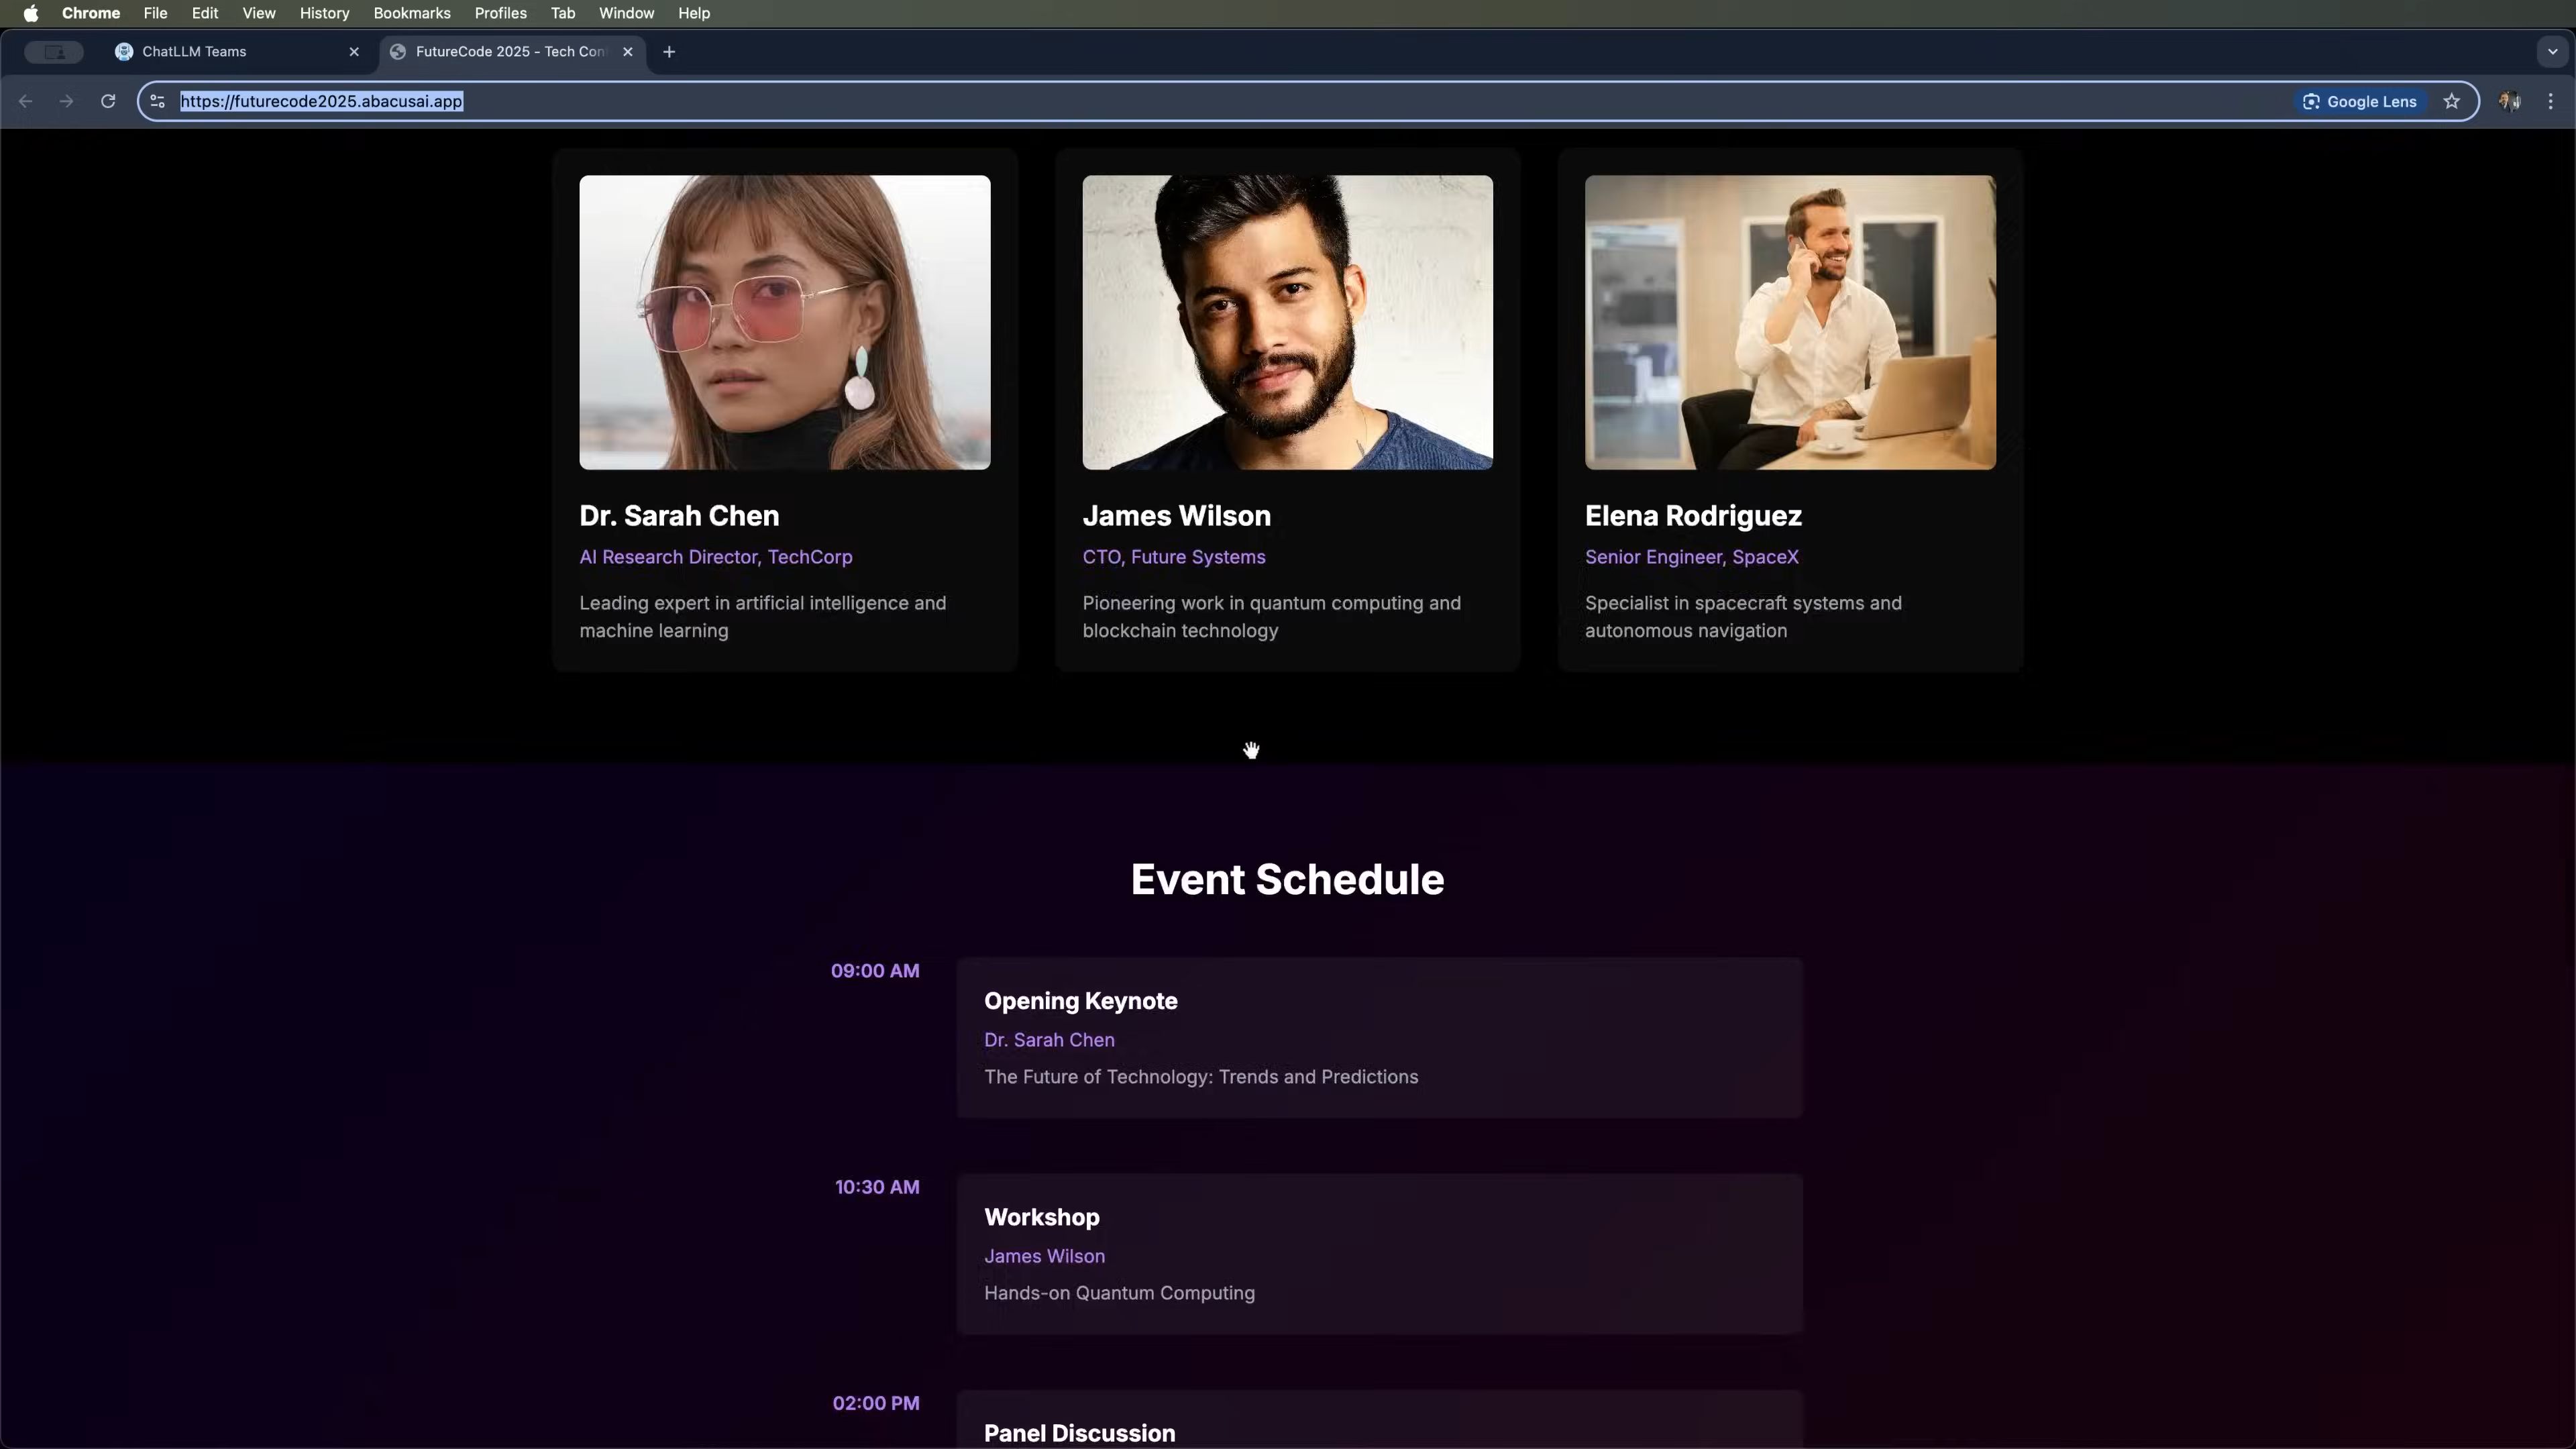 Chrome File Edit View History Bookmarks Profiles Tab Window Help
ChatLLM Teams
FutureCode 2025 - Tech Con
https://futurecode2025.abacusai.app
Google Lens
Dr. Sarah Chen
AI Research Director, TechCorp
Leading expert in artificial intelligence and
machine learning
James Wilson
CTO, Future Systems
Pioneering work in quantum computing and
blockchain technology
Elena Rodriguez
Senior Engineer, SpaceX
Specialist in spacecraft systems and
autonomous navigation
Event Schedule
09:00 AM
Opening Keynote
Dr. Sarah Chen
The Future of Technology: Trends and Predictions
10:30 AM
Workshop
James Wilson
Hands-on Quantum Computing
02:00 PM
Panel Discussion